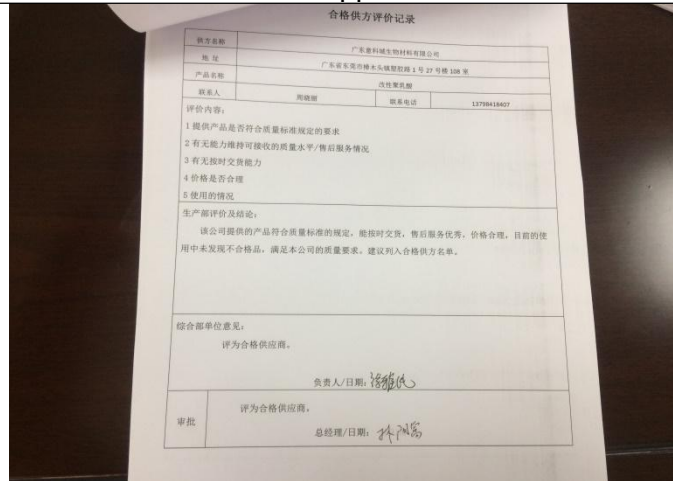 合格供方评价记录
供方名称 广东意科诚生物材料有限公司
地 址 广东省东莞市樟木头镇塑胶路 1 号 27 号楼 108 室
产品名称 改性聚乳酸
联系人 联系电话 13798418607
评价内容:
1 提供产品是否符合质量标准规定的要求
2 有无能力维持可接收的质量水平/售后服务情况
3 有无按时交货能力
4 价格是否合理
5 使用的情况
生产部评价及结论:
该公司提供的产品符合质量标准的规定,能按时交货,售后服务优秀,价格合理,目前的使
用中未发现不合格品,满足本公司的质量要求。建议列入合格供方名单。
综合部单位意见:
评为合格供应商。
负责人/日期:
审批
评为合格供应商。
总经理/日期: